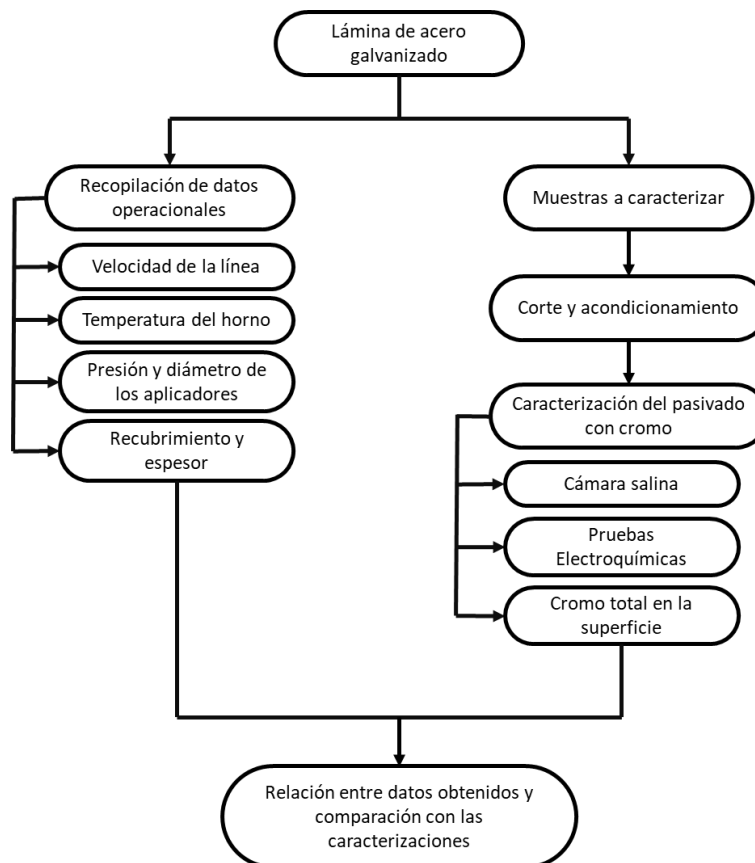 Lámina de acero
galvanizado
Recopilación de datos
operacionales
Velocidad de la línea
Temperatura del horno
Presión y diámetro de
los aplicadores
Recubrimiento y
espesor
Muestras a caracterizar
Corte y acondicionamiento
Caracterización del pasivado
con cromo
Cámara salina
Pruebas
Electroquímicas
Cromo total en la
superficie
Relación entre datos obtenidos y
comparación con las
caracterizaciones